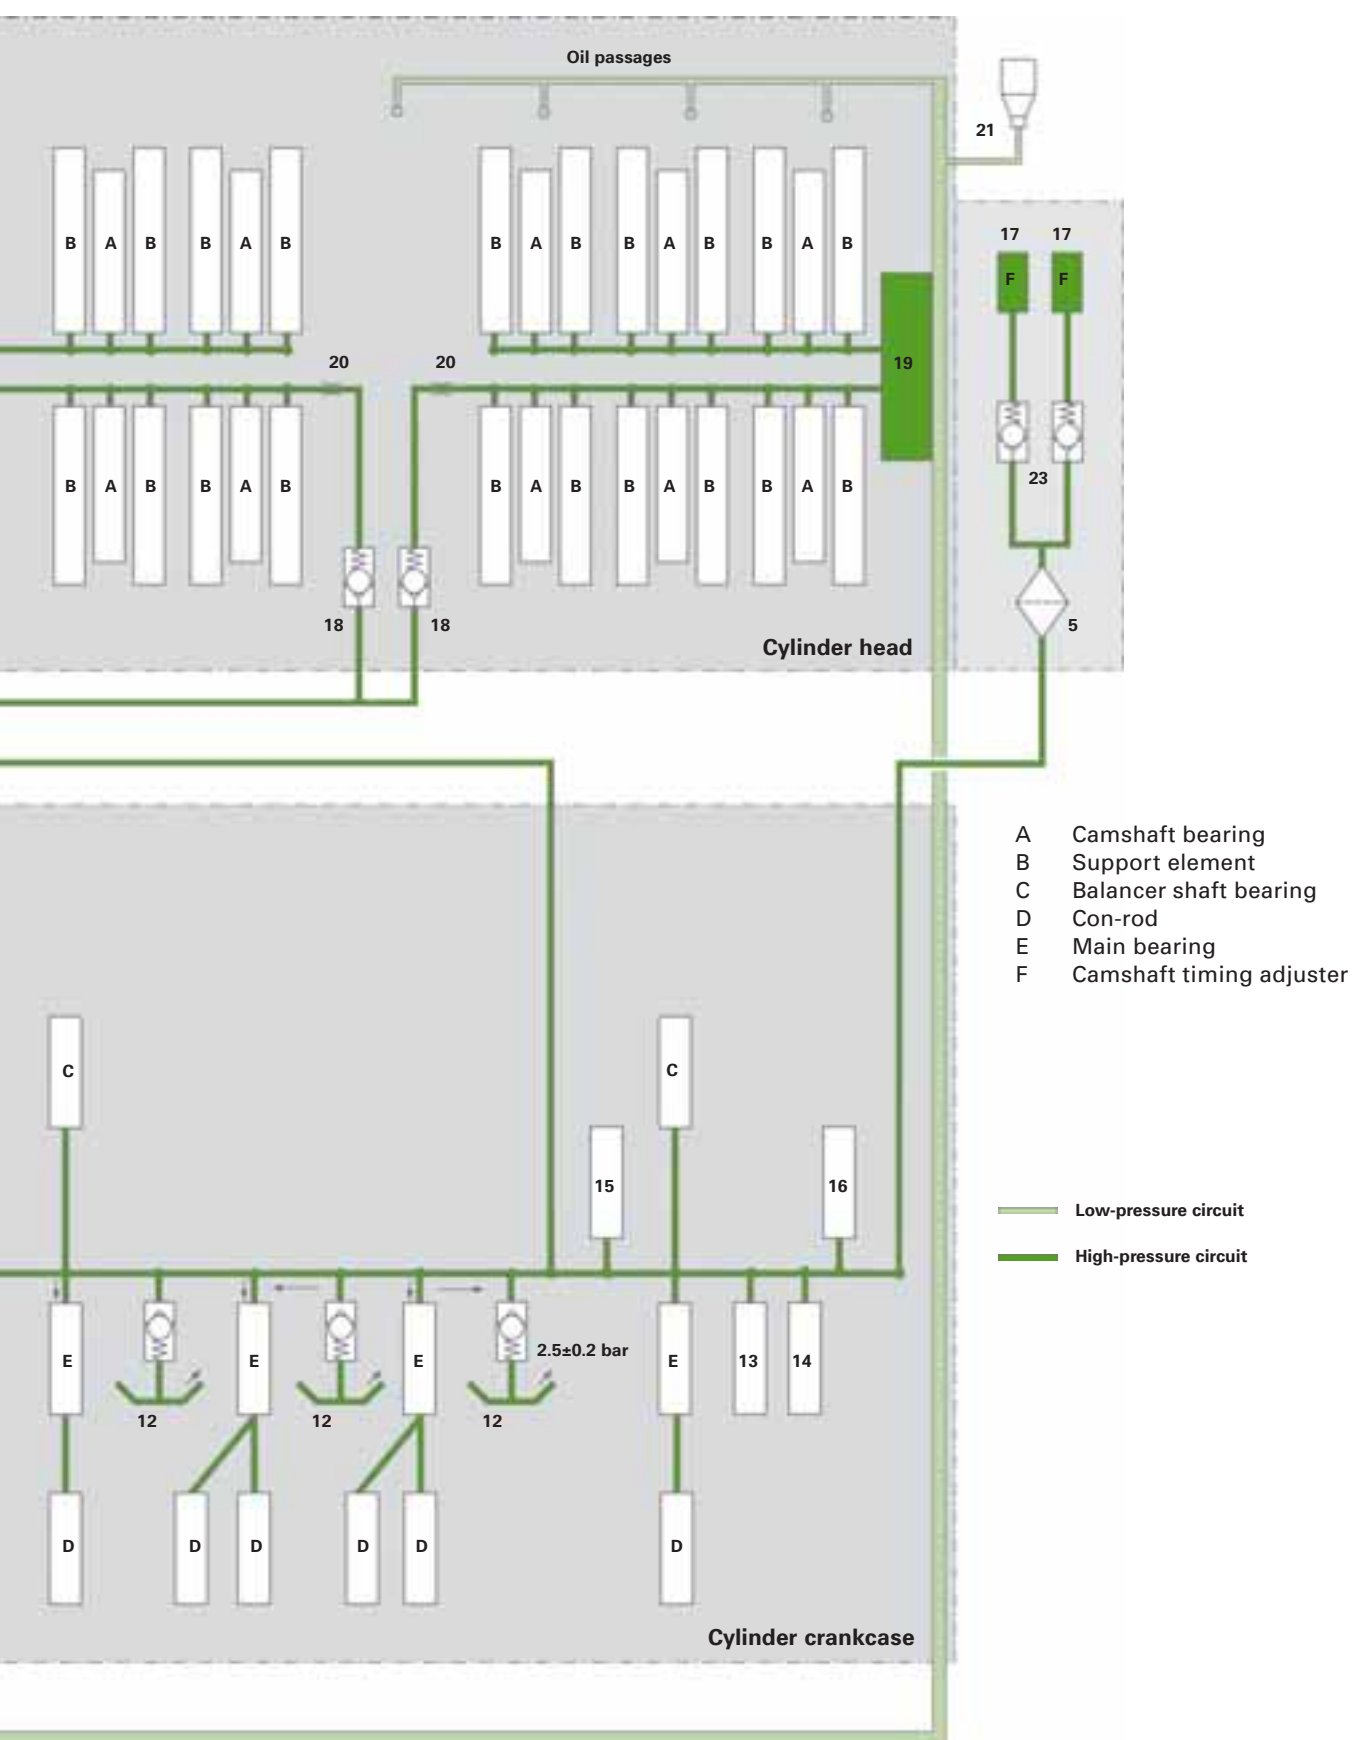 Oil passages
21
17 17
B A B B A B B A B B A B B A B
F F
20 20 19
23
B A B B A B B A B B A B B A B
18 18 5
Cylinder head
A Camshaft bearing
B Support element
C Balancer shaft bearing
D Con-rod
E Main bearing
F Camshaft timing adjuster
C C
15 16
Low-pressure circuit
High-pressure circuit
2.5±0.2 bar
E E E E 13 14
12 12 12
D D D D D D
Cylinder crankcase